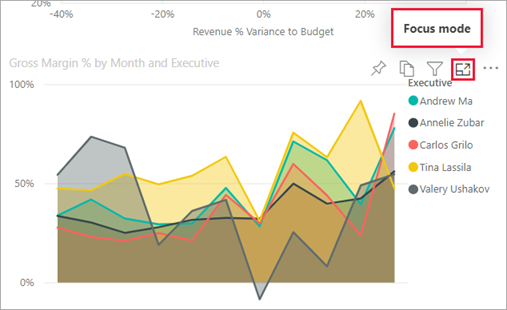 20%
-40% -20% 0% 20%
Revenue % Variance to Budget
Focus mode
Gross Margin % by Month and Executive
Executive
100%
50%
0%
Andrew Ma
Annelie Zubar
Carlos Grilo
Tina Lassila
Valery Ushakov